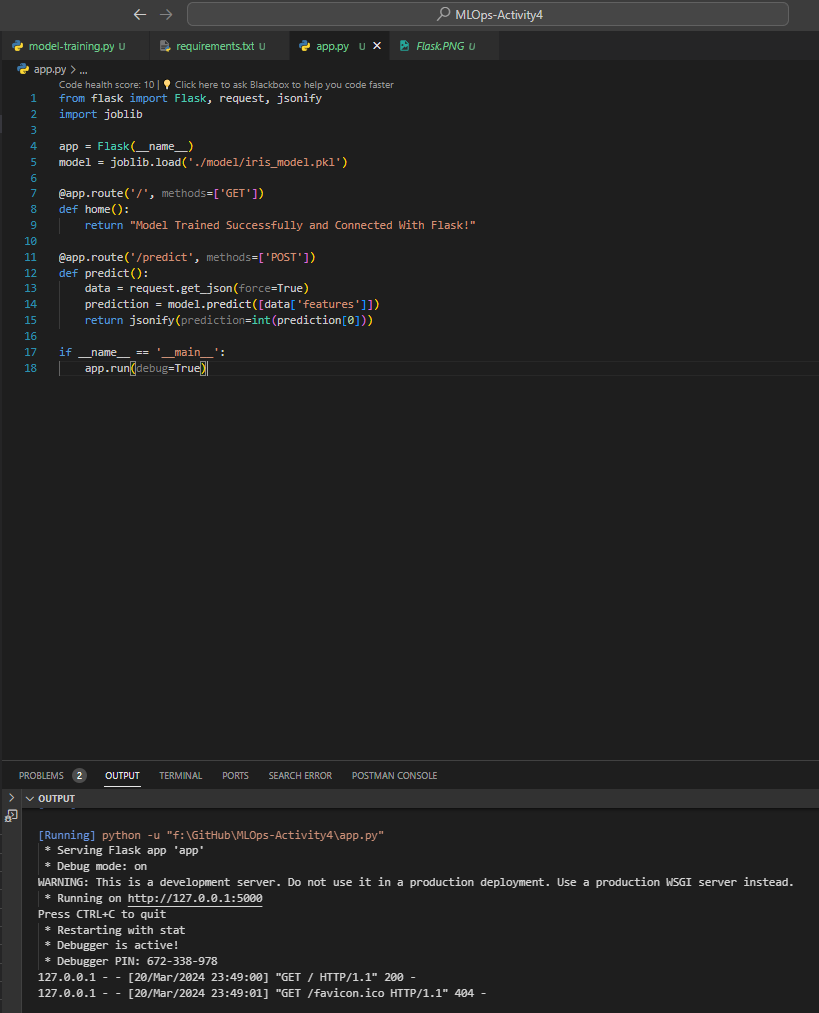 MLOps-Activity4
model-training.py U
requirements.txt U
app.py U
Flask.PNG U
app.py > ...
Code health score: 10 | Click here to ask Blackbox to help you code faster
1 from flask import Flask, request, jsonify
2 import joblib
3
4 app = Flask(__name__)
5 model = joblib.load('./model/iris_model.pkl')
6
7 @app.route('/', methods=['GET'])
8 def home():
9 return "Model Trained Successfully and Connected With Flask!"
10
11 @app.route('/predict', methods=['POST'])
12 def predict():
13 data = request.get_json(force=True)
14 prediction = model.predict([data['features']])
15 return jsonify(prediction=int(prediction[0]))
16
17 if __name__ == '__main__':
18 app.run(debug=True)
PROBLEMS 2 OUTPUT TERMINAL PORTS SEARCH ERROR POSTMAN CONSOLE
OUTPUT
[Running] python -u "f:\GitHub\MLOps-Activity4\app.py"
* Serving Flask app 'app'
* Debug mode: on
WARNING: This is a development server. Do not use it in a production deployment. Use a production WSGI server instead.
* Running on http://127.0.0.1:5000
Press CTRL+C to quit
* Restarting with stat
* Debugger is active!
* Debugger PIN: 672-338-978
127.0.0.1 - - [20/Mar/2024 23:49:00] "GET / HTTP/1.1" 200 -
127.0.0.1 - - [20/Mar/2024 23:49:01] "GET /favicon.ico HTTP/1.1" 404 -